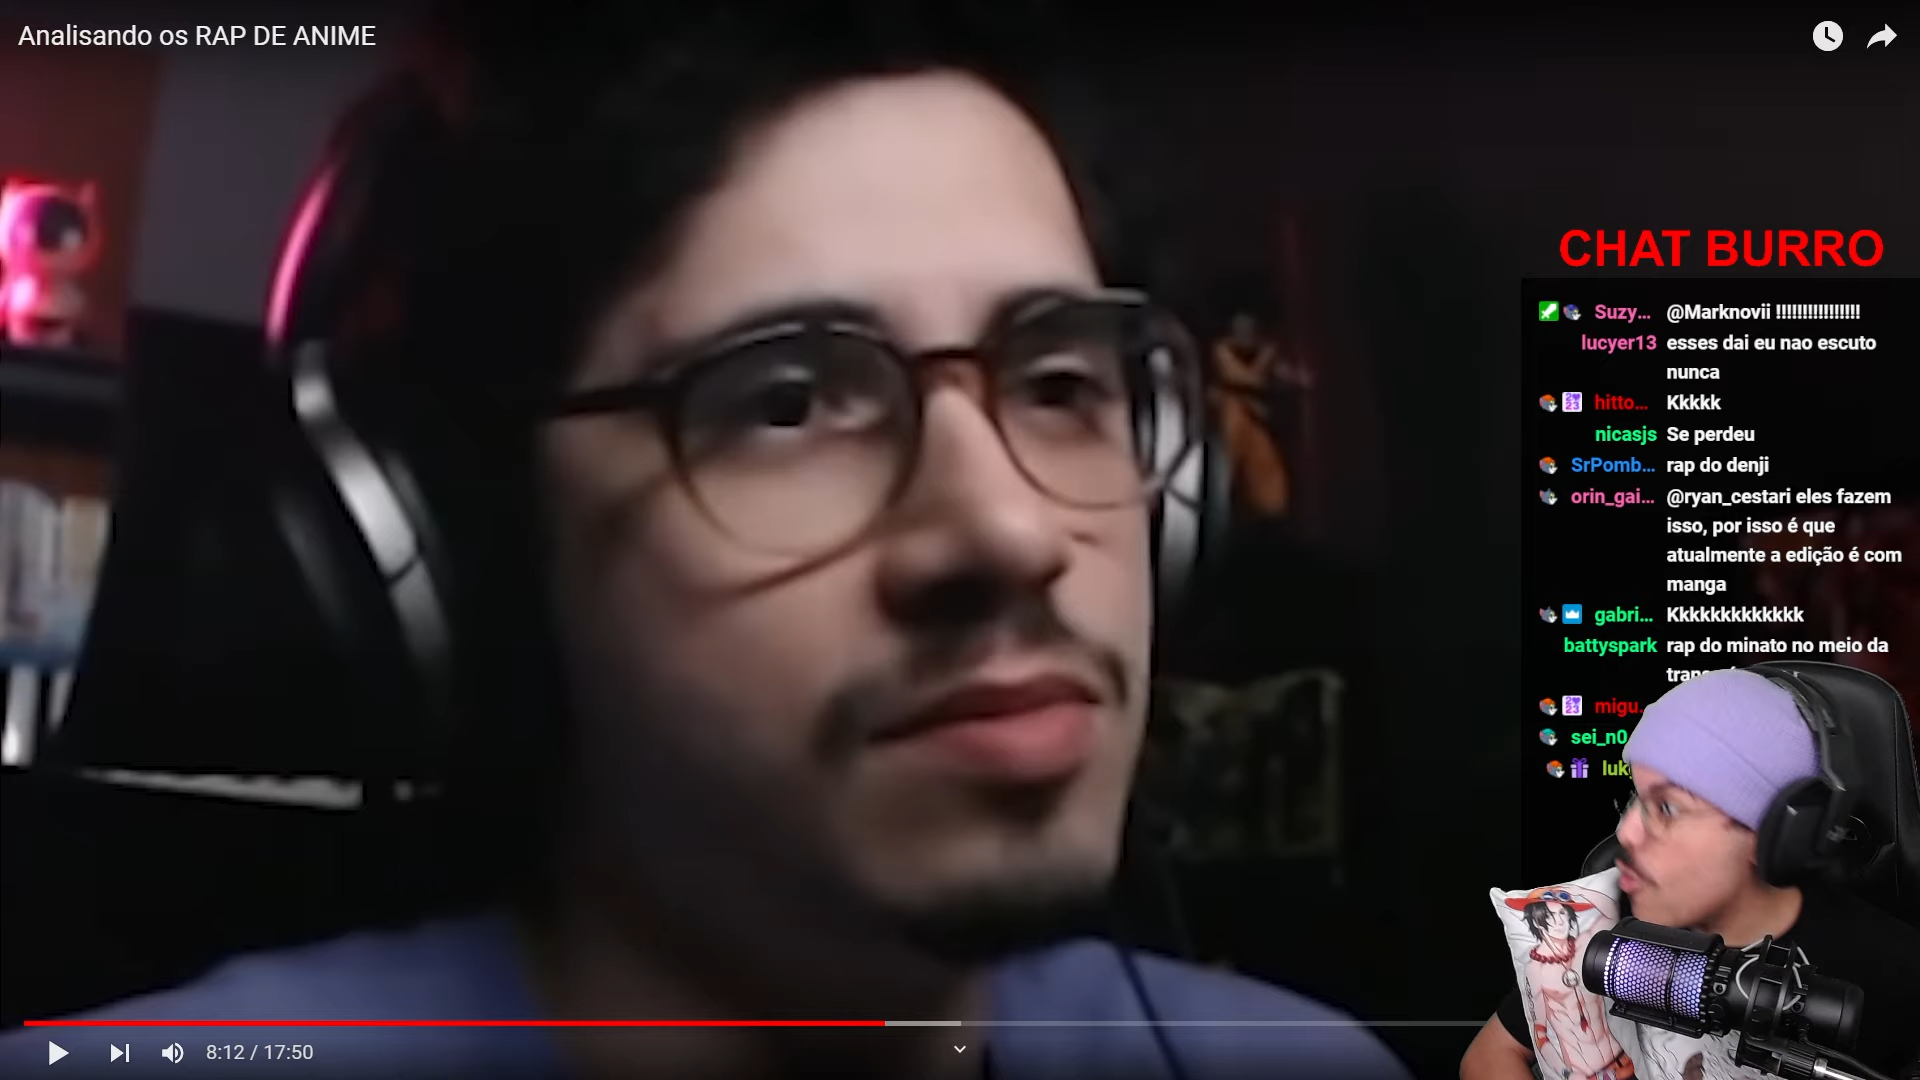 Analisando os RAP DE ANIME
CHAT BURRO
Suzy... @Marknovii !!!!!!!!!!!!!!!!
lucyer13 esses dai eu nao escuto
nunca
hitto... Kkkkk
nicasjs Se perdeu
SrPomb... rap do denji
orin_gai... @ryan_cestari eles fazem
isso, por isso é que
atualmente a edição é com
manga
gabri... Kkkkkkkkkkkkk
battyspark rap do minato no meio da
migu.
sei_n0
8:12 / 17:50